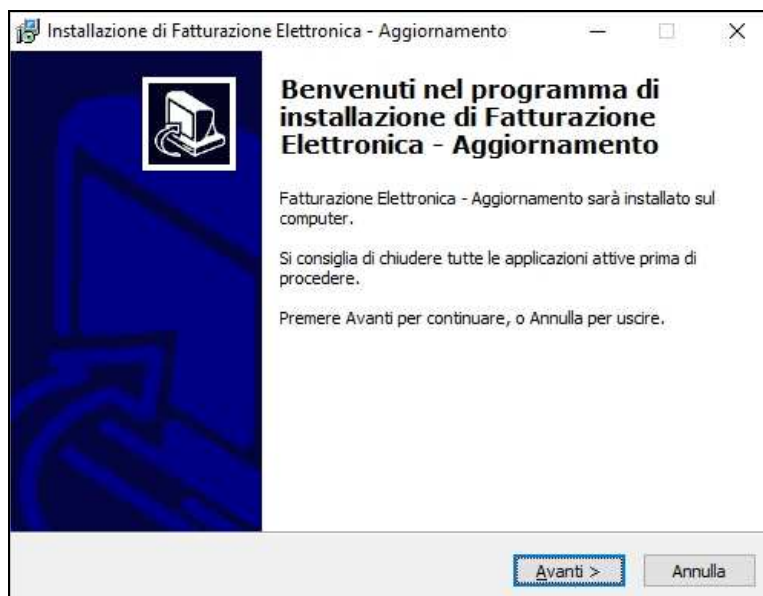 Installazione di Fatturazione Elettronica - Aggiornamento
Benvenuti nel programma di
installazione di Fatturazione
Elettronica - Aggiornamento
Fatturazione Elettronica - Aggiornamento sarà installato sul
computer.
Si consiglia di chiudere tutte le applicazioni attive prima di
procedere.
Premere Avanti per continuare, o Annulla per uscire.
Avanti >
Annulla